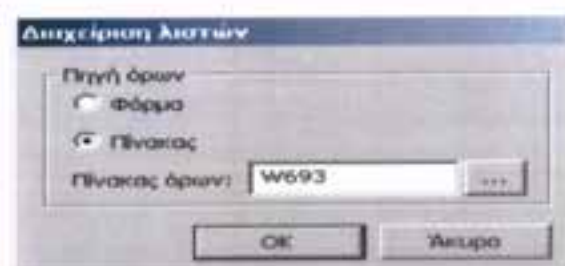 Διαχείριση λιστών
Πηγή όρων
Φόρμα
Πίνακας
Πίνακας όρων: W693 ...
OK Άκυρο